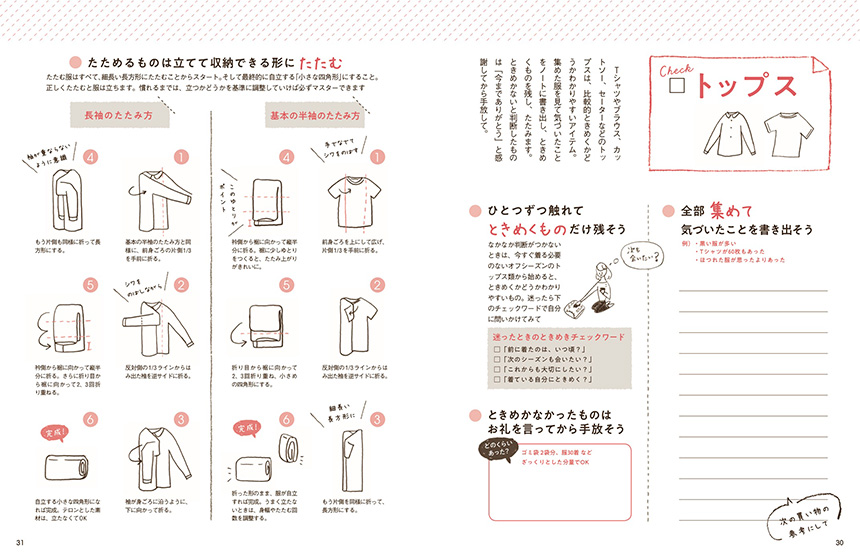 Check
トップス
Tシャツやブラウス、カッ
トソー、セーターなどのトッ
プスは、比較的ときめくかど
うかわかりやすいアイテム。
集めた服を見て気づいたこと
をノートに書き出し、ときめ
くものを残し、たたみます。
ときめかないと判断したもの
は「今までありがとう」と感
謝してから手放して。
全部 集めて
気づいたことを書き出そう
例）・黒い服が多い
・Tシャツが60枚もあった
・ほつれた服が思ったよりあった
次の買い物の
参考にして
ひとつずつ触れて
ときめくものだけ残そう
なかなか判断がつかない
ときは、今すぐ着る必要
のないオフシーズンのト
ップス類から始めると、
ときめくかどうかわかり
やすいもの。迷ったら下
のチェックワードで自分
に問いかけてみて
次も
会いたい?
迷ったときのときめきチェックワード
□「前に着たのは、いつ頃？」
□「次のシーズンも会いたい？」
□「これからも大切にしたい？」
□「着ている自分にときめく？」
ときめかなかったものは
お礼を言ってから手放そう
どのくらい
あった?
ゴミ袋 2袋分、服30着 など
ざっくりとした分量でOK
30
たためるものは立てて収納できる形に たたむ
たたむ服はすべて、細長い長方形にたたむことからスタート。そして最終的に自立する「小さな四角形」にすること。
正しくたたむと服は立ちます。慣れるまでは、立つかどうかを基準に調整していけば必ずマスターできます
基本の半袖のたたみ方
手でなでて
シワをのばす
1
前身ごろを上にして広げ、
片側1/3を手前に折る。
2
反対側の1/3ラインからは
み出た袖を逆サイドに折る。
細長い
長方形に
3
もう片側を同様に折って、
長方形にする。
このゆとりが
ポイント
4
衿側から裾に向けて縦半
分に折る。裾に少しゆとり
をつくると、たたみ上がり
がきれいに。
5
折り目から裾に向かって
2、3回折りたたみ、小さめ
の四角形にする。
完成!
6
折った形のまま、服が自立
すれば完成。うまく立たな
いときは、身幅やたたむ回
数を調整する。
長袖のたたみ方
1
基本の半袖のたたみ方と同
様に、前身ごろの片側1/3
を手前に折る。
シワを
のばしながら
2
反対側の1/3ラインからは
み出た袖を逆サイドに折る。
3
袖が身ごろに沿うように、
下に向かって折る。
袖が重ならない
ように意識
4
もう片側も同様に折って長
方形にする。
5
衿側から裾に向かって縦半
分に折る。さらに折り目か
ら裾に向かって2、3回折
り重ねる。
完成!
6
自立する小さな四角形にな
れば完成。テロンとした素
材は、立たなくてOK
31